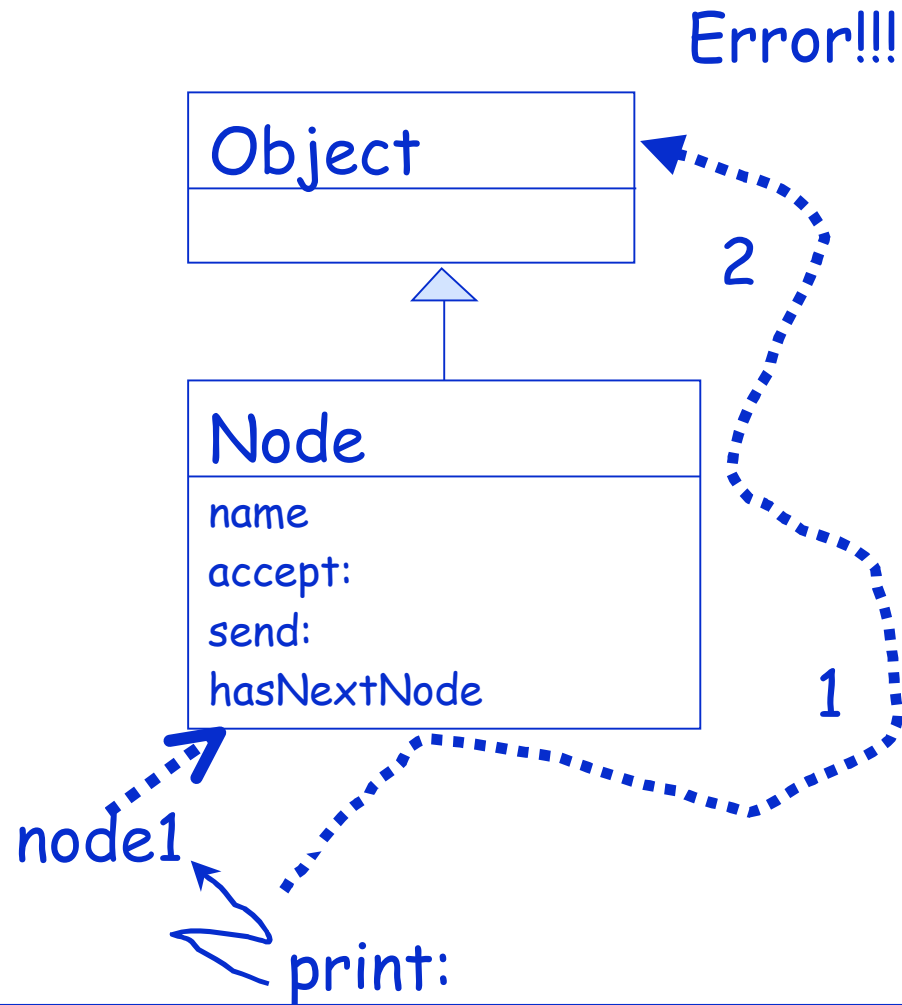 Error!!!
Object
2
Node
name
accept:
send:
hasNextNode
1
node1
print: